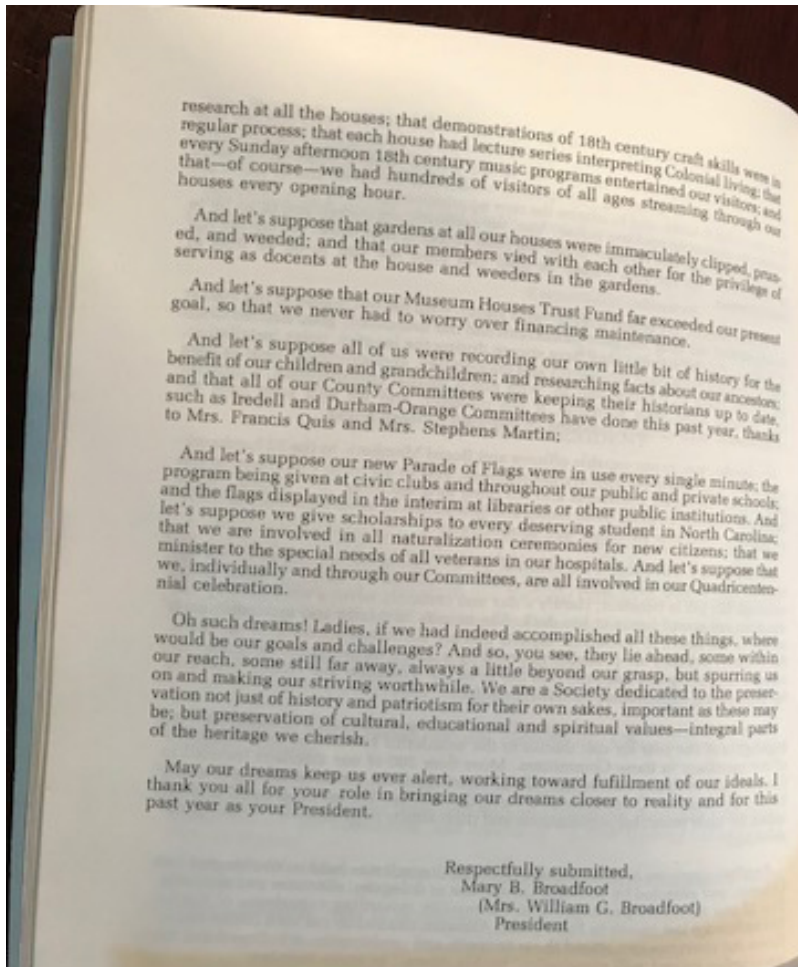 research at all the houses; that demonstrations of 18th century craft skills were in
regular process; that each house had lecture series interpreting Colonial living; that
every Sunday afternoon 18th century music programs entertained our visitors; and
that—of course—we had hundreds of visitors of all ages streaming through our
houses every opening hour.
And let's suppose that gardens at all our houses were immaculately clipped, prun-
ed, and weeded; and that our members vied with each other for the privilege of
serving as docents at the house and weeders in the gardens.
And let's suppose that our Museum Houses Trust Fund far exceeded our present
goal, so that we never had to worry over financing maintenance.
And let's suppose all of us were recording our own little bit of history for the
benefit of our children and grandchildren; and researching facts about our ancestors;
and that all of our County Committees were keeping their historians up to date,
such as Iredell and Durham-Orange Committees have done this past year, thanks
to Mrs. Francis Quis and Mrs. Stephens Martin;
And let's suppose our new Parade of Flags were in use every single minute; the
program being given at civic clubs and throughout our public and private schools;
and the flags displayed in the interim at libraries or other public institutions. And
let's suppose we give scholarships to every deserving student in North Carolina;
that we are involved in all naturalization ceremonies for new citizens; that we
minister to the special needs of all veterans in our hospitals. And let's suppose that
we, individually and through our Committees, are all involved in our Quadricenten-
nial celebration.
Oh such dreams! Ladies, if we had indeed accomplished all these things, where
would be our goals and challenges? And so, you see, they lie ahead, some within
our reach, some still far away, always a little beyond our grasp, but spurring us
on and making our striving worthwhile. We are a Society dedicated to the preser-
vation not just of history and patriotism for their own sakes, important as these may
be; but preservation of cultural, educational and spiritual values—integral parts
of the heritage we cherish.
May our dreams keep us ever alert, working toward fufillment of our ideals. I
thank you all for your role in bringing our dreams closer to reality and for this
past year as your President.
Respectfully submitted,
Mary B. Broadfoot
(Mrs. William G. Broadfoot)
President